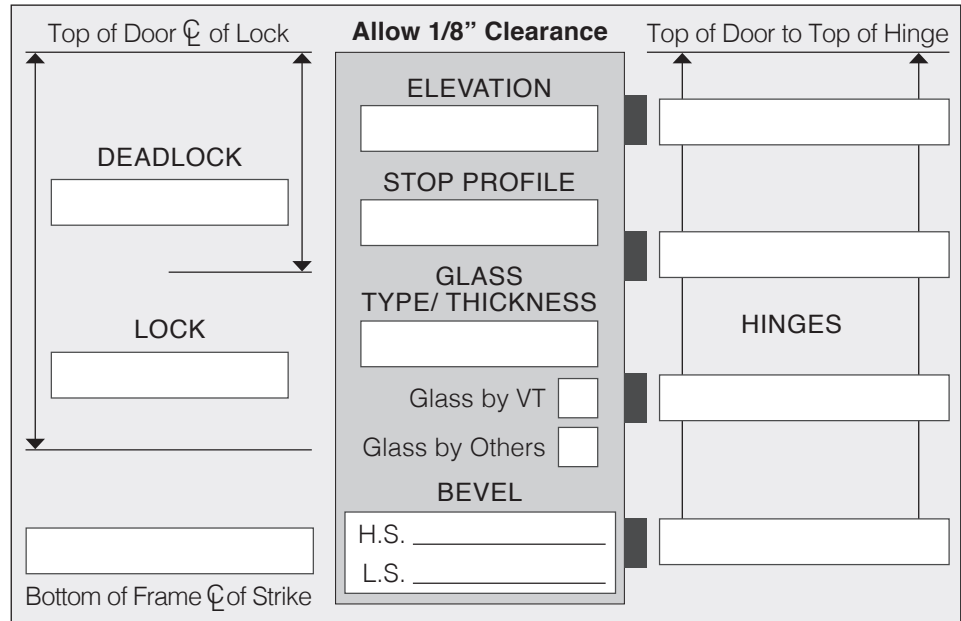 Top of Door ℄ of Lock
Allow 1/8” Clearance
Top of Door to Top of Hinge
ELEVATION
DEADLOCK
STOP PROFILE
GLASS
TYPE/ THICKNESS
LOCK
HINGES
Glass by VT
Glass by Others
BEVEL
H.S.
L.S.
Bottom of Frame ℄ of Strike